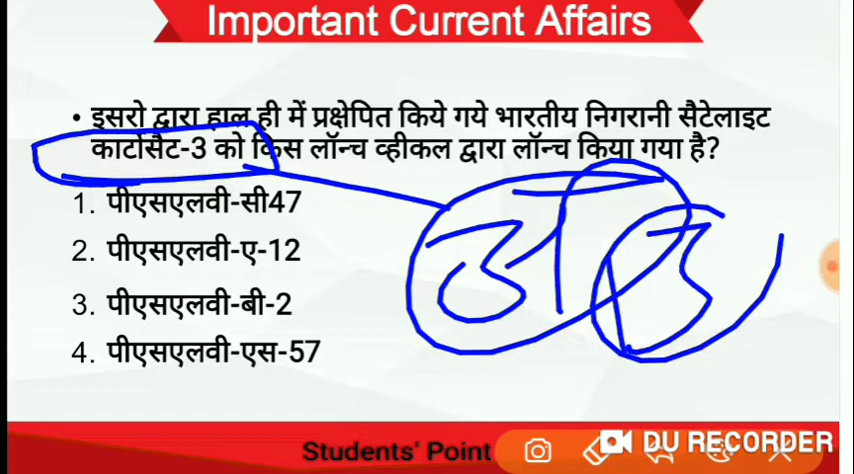 Important Current Affairs
• इसरो द्वारा हाल ही में प्रक्षेपित किये गये भारतीय निगरानी सैटेलाइट
कार्टोसैट-3 को किस लॉन्च व्हीकल द्वारा लॉन्च किया गया है?
1. पीएसएलवी-सी47
2. पीएसएलवी-ए-12
3. पीएसएलवी-बी-2
4. पीएसएलवी-एस-57
Students' Point
DU RECORDER